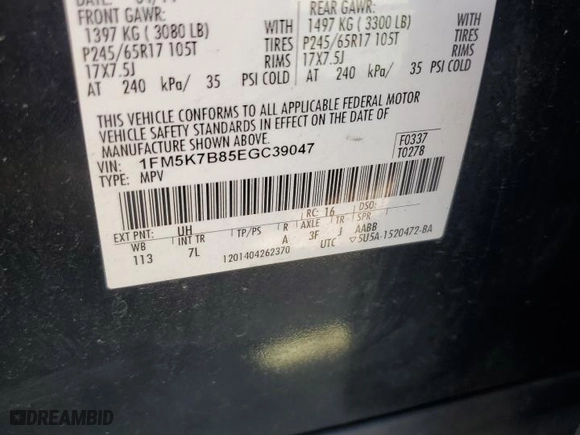 FRONT GAWR:
1397 KG ( 3080 LB)
P245/65R17 105T TIRES
17X7.5J RIMS
AT 240 kPa/ 35 PSI COLD
REAR GAWR:
1497 KG ( 3300 LB)
P245/65R17 105T TIRES
17X7.5J RIMS
AT 240 kPa/ 35 PSI COLD
THIS VEHICLE CONFORMS TO ALL APPLICABLE FEDERAL MOTOR
VEHICLE SAFETY STANDARDS IN EFFECT ON THE DATE OF
MANUFACTURE SHOWN ABOVE.
VIN: 1FM5K7B85EGC39047
TYPE: MPV
F0337
T0278
EXT PNT: UH RC: 16 DSO:
WB INT TR TP/PS R AXLE TR SPR
113 7L A 3F J AABB
1201404262370 UTC ▽5U5A-1520472-BA
DREAMBID